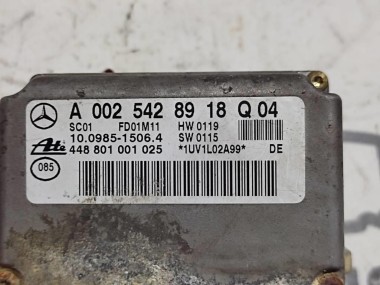 A 002 542 89 18 Q 04
SC01 FD01M11 HW 0119
10.0985-1506.4 SW 0115
Ate 448 801 001 025 *1UV1L02A99* DE
085